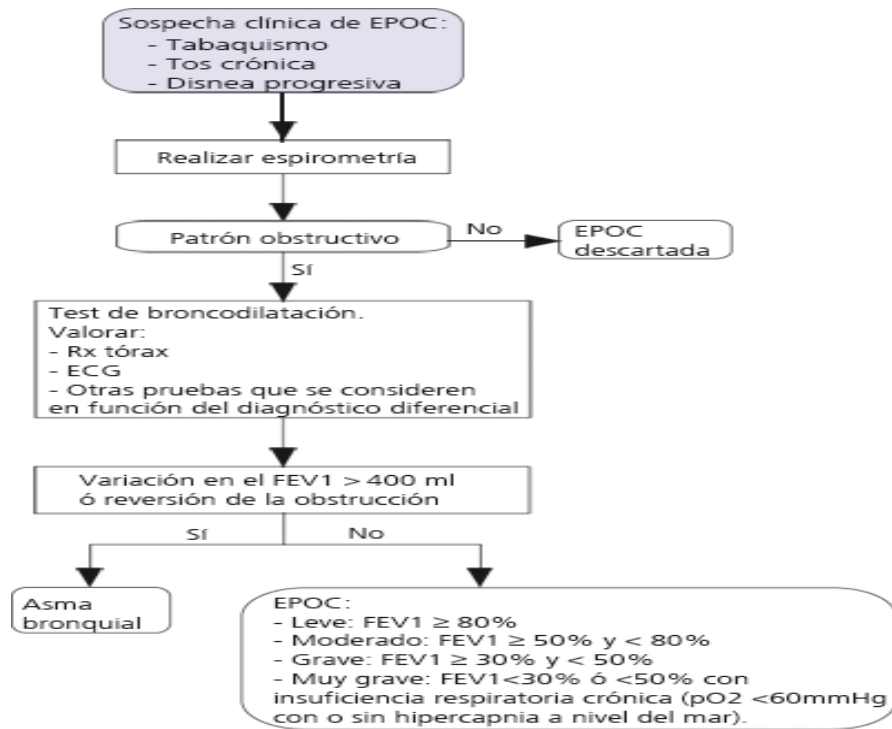 Sospecha clínica de EPOC:
- Tabaquismo
- Tos crónica
- Disnea progresiva
Realizar espirometría
Patrón obstructivo
No
EPOC
descartada
Sí
Test de broncodilatación.
Valorar:
- Rx tórax
- ECG
- Otras pruebas que se consideren
en función del diagnóstico diferencial
Variación en el FEV1 > 400 ml
ó reversión de la obstrucción
Sí
No
Asma
bronquial
EPOC:
- Leve: FEV1 ≥ 80%
- Moderado: FEV1 ≥ 50% y < 80%
- Grave: FEV1 ≥ 30% y < 50%
- Muy grave: FEV1<30% ó <50% con
insuficiencia respiratoria crónica (pO2 <60mmHg
con o sin hipercapnia a nivel del mar).